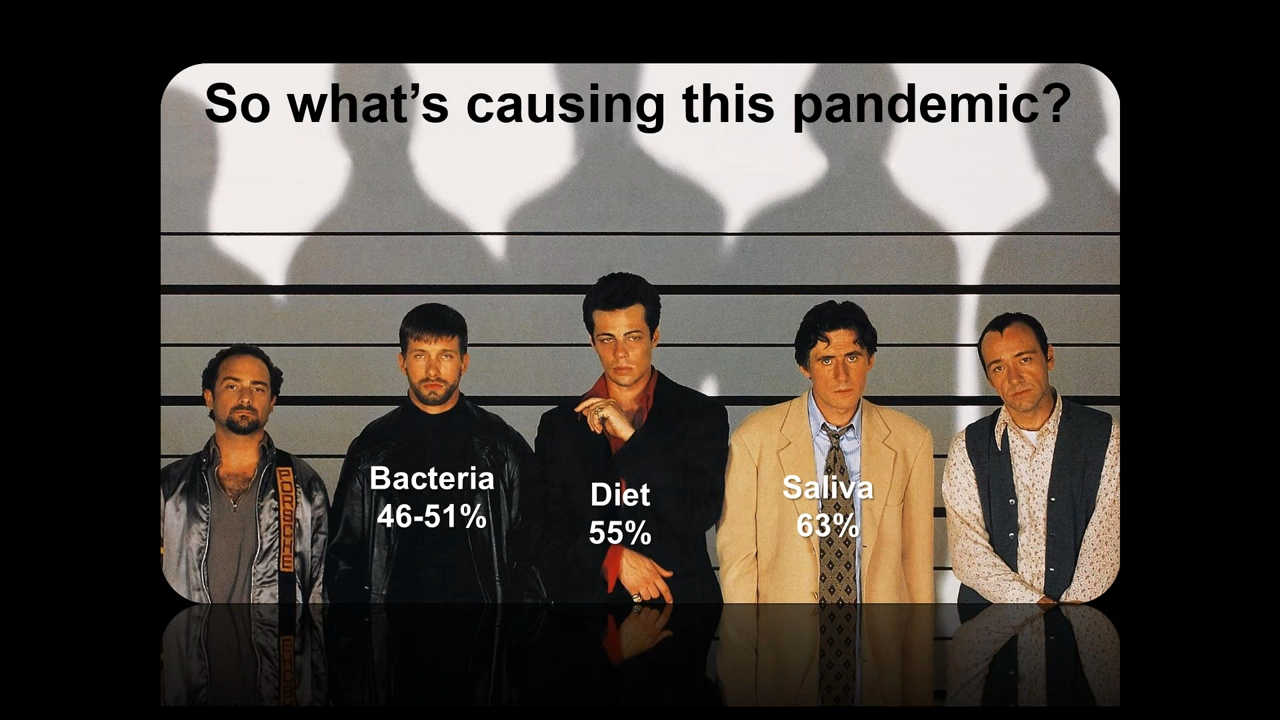 So what’s causing this pandemic?
Bacteria
46-51%
Diet
55%
Saliva
63%
PORSCHE